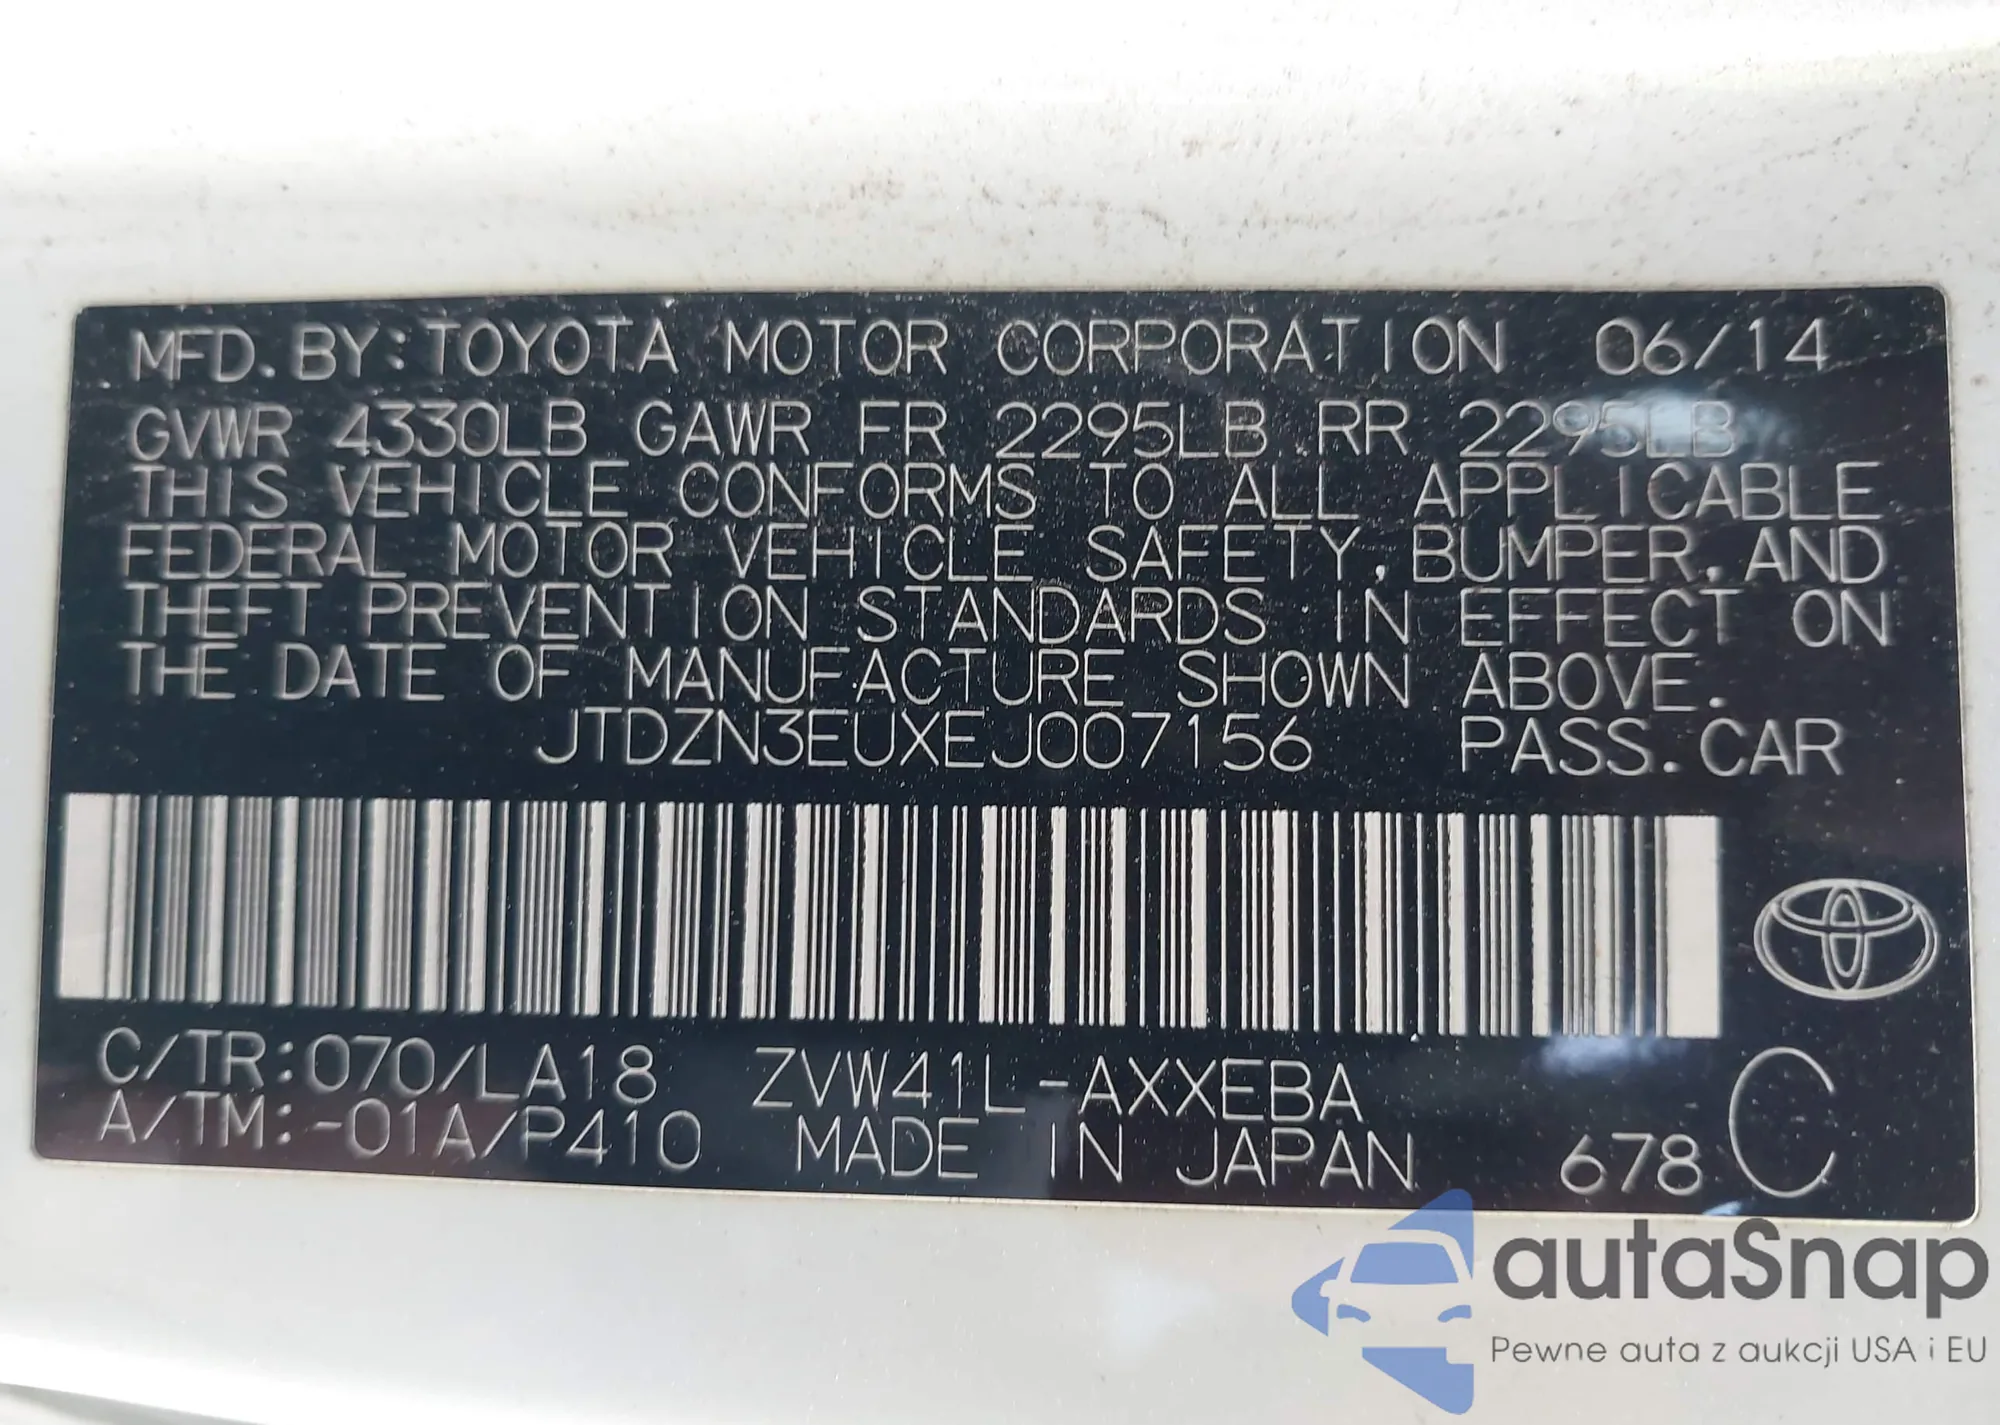 MFD. BY: TOYOTA MOTOR CORPORATION 06/14
GVWR 4330LB GAWR FR 2295LB RR 2295LB
THIS VEHICLE CONFORMS TO ALL APPLICABLE
FEDERAL MOTOR VEHICLE SAFETY, BUMPER, AND
THEFT PREVENTION STANDARDS IN EFFECT ON
THE DATE OF MANUFACTURE SHOWN ABOVE.
JTDZN3EUXEJ007156 PASS. CAR
C/TR: 070/LA18 ZVW41L-AXXEBA
A/TM: -01A/P410 MADE IN JAPAN 678 C
autaSnap
Pewne auta z aukcji USA i EU